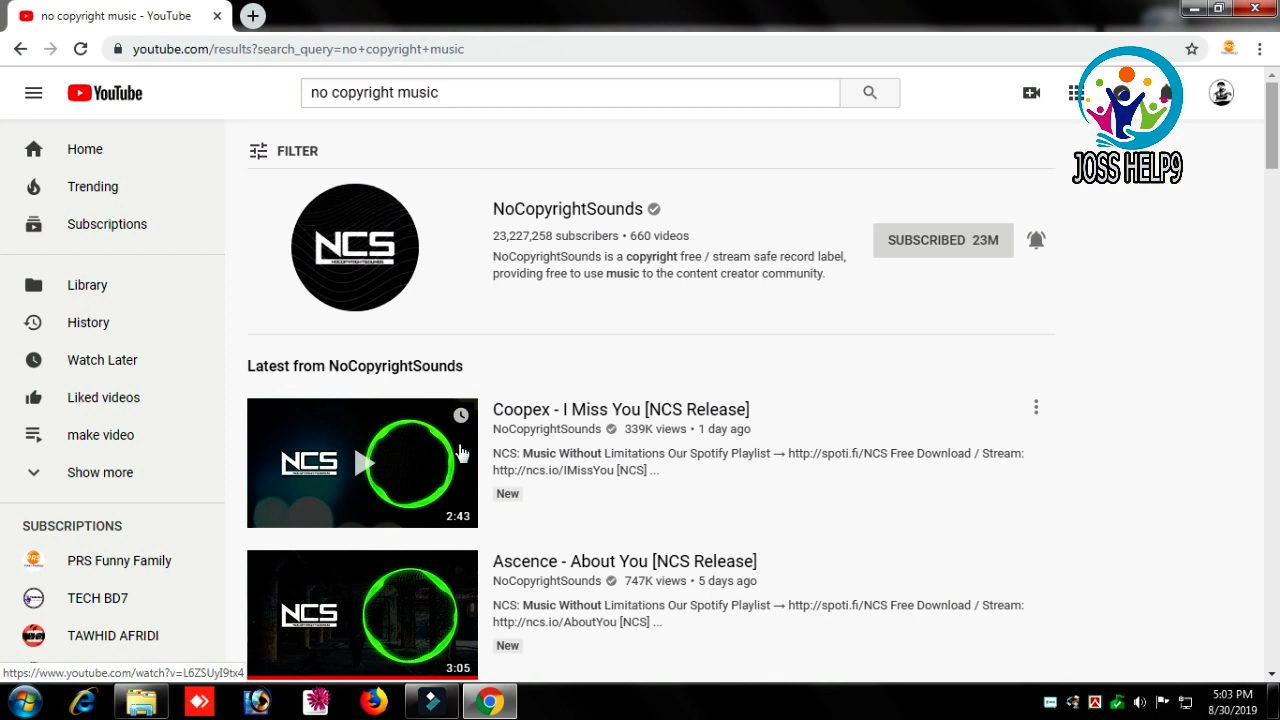 no copyright music - YouTube
youtube.com/results?search_query=no+copyright+music
YouTube
no copyright music
JOSS HELP9
Home
Trending
Subscriptions
Library
History
Watch Later
Liked videos
make video
Show more
SUBSCRIPTIONS
PRS Funny Family
TECH BD7
TAWHID AFRIDI
FILTER
NCS
NoCopyrightSounds
23,227,258 subscribers • 660 videos
NoCopyrightSounds is a copyright free / stream safe record label,
providing free to use music to the content creator community.
SUBSCRIBED 23M
Latest from NoCopyrightSounds
NCS
2:43
Coopex - I Miss You [NCS Release]
NoCopyrightSounds 339K views • 1 day ago
NCS: Music Without Limitations Our Spotify Playlist → http://spoti.fi/NCS Free Download / Stream:
http://ncs.io/IMissYou [NCS] ...
New
NCS
3:05
Ascence - About You [NCS Release]
NoCopyrightSounds 747K views • 5 days ago
NCS: Music Without Limitations Our Spotify Playlist → http://spoti.fi/NCS Free Download / Stream:
http://ncs.io/AboutYou [NCS] ...
New
https://www.youtube.com/watch?v=L6ZSUyI9tx4
5:03 PM
8/30/2019